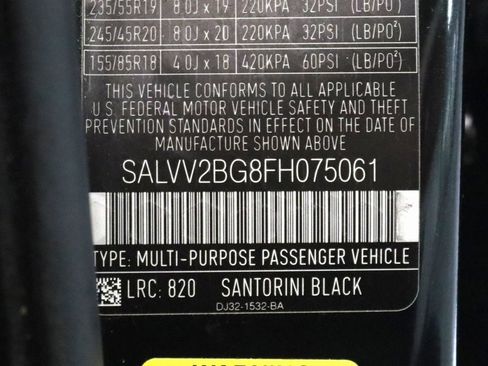 235/55R19 8.0J x 19 220KPA 32PSI (LB/PO²)
245/45R20 8.0J x 20 220KPA 32PSI (LB/PO²)
155/85R18 4.0J x 18 420KPA 60PSI (LB/PO²)
THIS VEHICLE CONFORMS TO ALL APPLICABLE
U.S. FEDERAL MOTOR VEHICLE SAFETY AND THEFT
PREVENTION STANDARDS IN EFFECT ON THE DATE OF
MANUFACTURE SHOWN ABOVE
SALVV2BG8FH075061
TYPE: MULTI-PURPOSE PASSENGER VEHICLE
LRC: 820 SANTORINI BLACK
DJ32-1532-BA